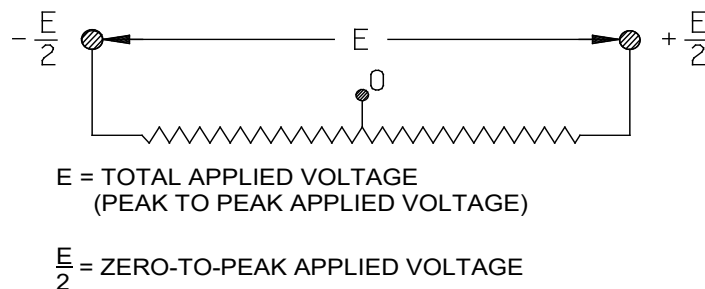 - E/2 E + E/2
0
E = TOTAL APPLIED VOLTAGE
(PEAK TO PEAK APPLIED VOLTAGE)
E/2 = ZERO-TO-PEAK APPLIED VOLTAGE